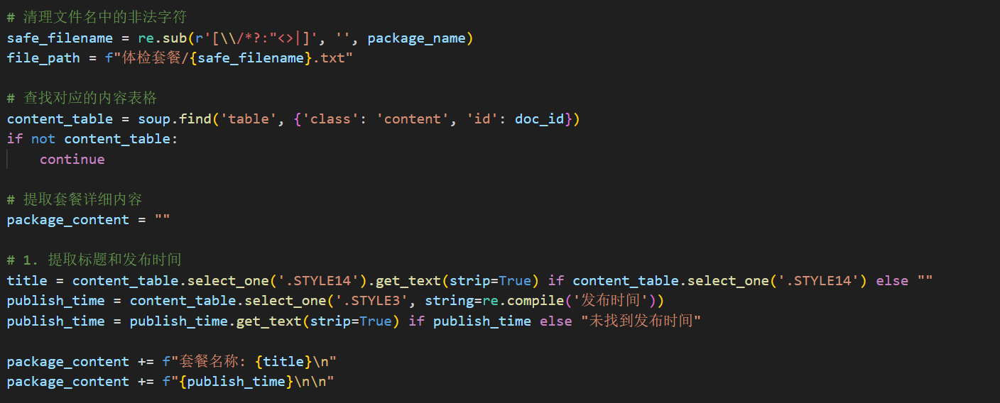 # 清理文件名中的非法字符
safe_filename = re.sub(r'[\\/*?:"<>|]', '', package_name)
file_path = f"体检套餐/{safe_filename}.txt"
# 查找对应的内容表格
content_table = soup.find('table', {'class': 'content', 'id': doc_id})
if not content_table:
    continue
# 提取套餐详细内容
package_content = ""
# 1. 提取标题和发布时间
title = content_table.select_one('.STYLE14').get_text(strip=True) if content_table.select_one('.STYLE14') else ""
publish_time = content_table.select_one('.STYLE3', string=re.compile('发布时间'))
publish_time = publish_time.get_text(strip=True) if publish_time else "未找到发布时间"
package_content += f"套餐名称: {title}\n"
package_content += f"{publish_time}\n\n"